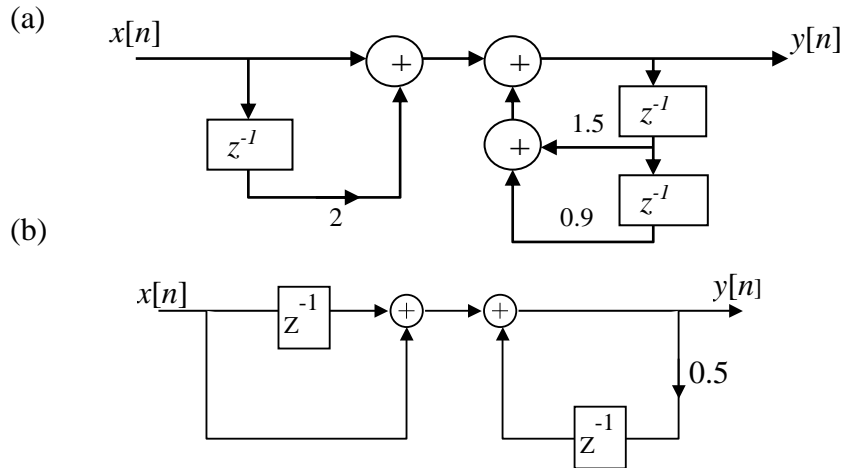 (a)
x[n]
+
+
y[n]
z⁻¹
z⁻¹
1.5
+
z⁻¹
2
0.9
(b)
x[n]
z⁻¹
+
+
y[n]
0.5
z⁻¹